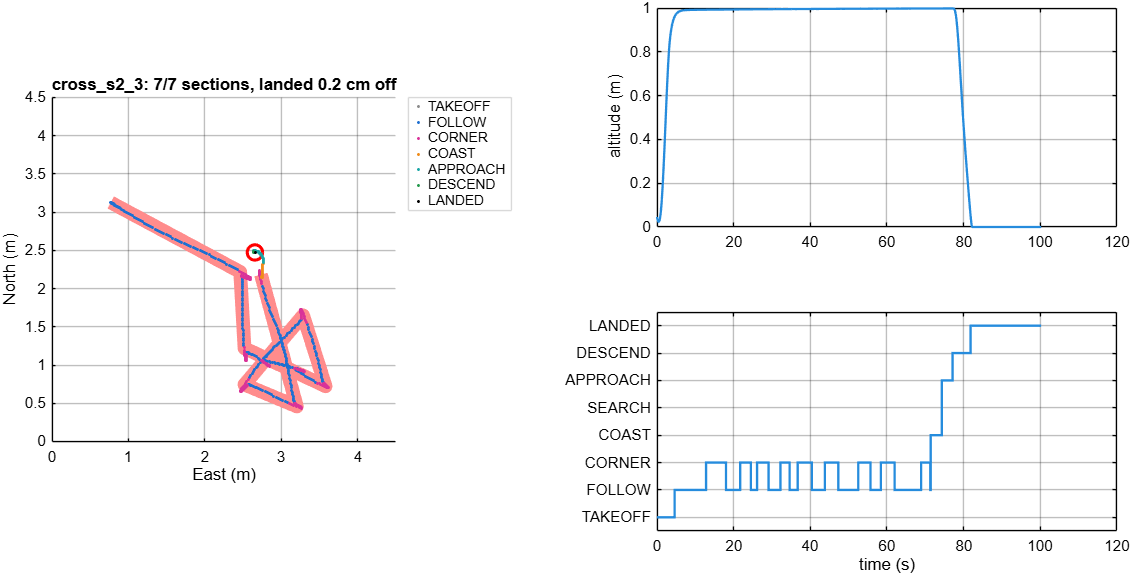 cross_s2_3: 7/7 sections, landed 0.2 cm off
4.5
4
3.5
3
2.5
2
1.5
1
0.5
0
0
1
2
3
4
East (m)
North (m)
TAKEOFF
FOLLOW
CORNER
COAST
APPROACH
DESCEND
LANDED
1
0.8
0.6
0.4
0.2
0
altitude (m)
0
20
40
60
80
100
120
LANDED
DESCEND
APPROACH
SEARCH
COAST
CORNER
FOLLOW
TAKEOFF
0
20
40
60
80
100
120
time (s)